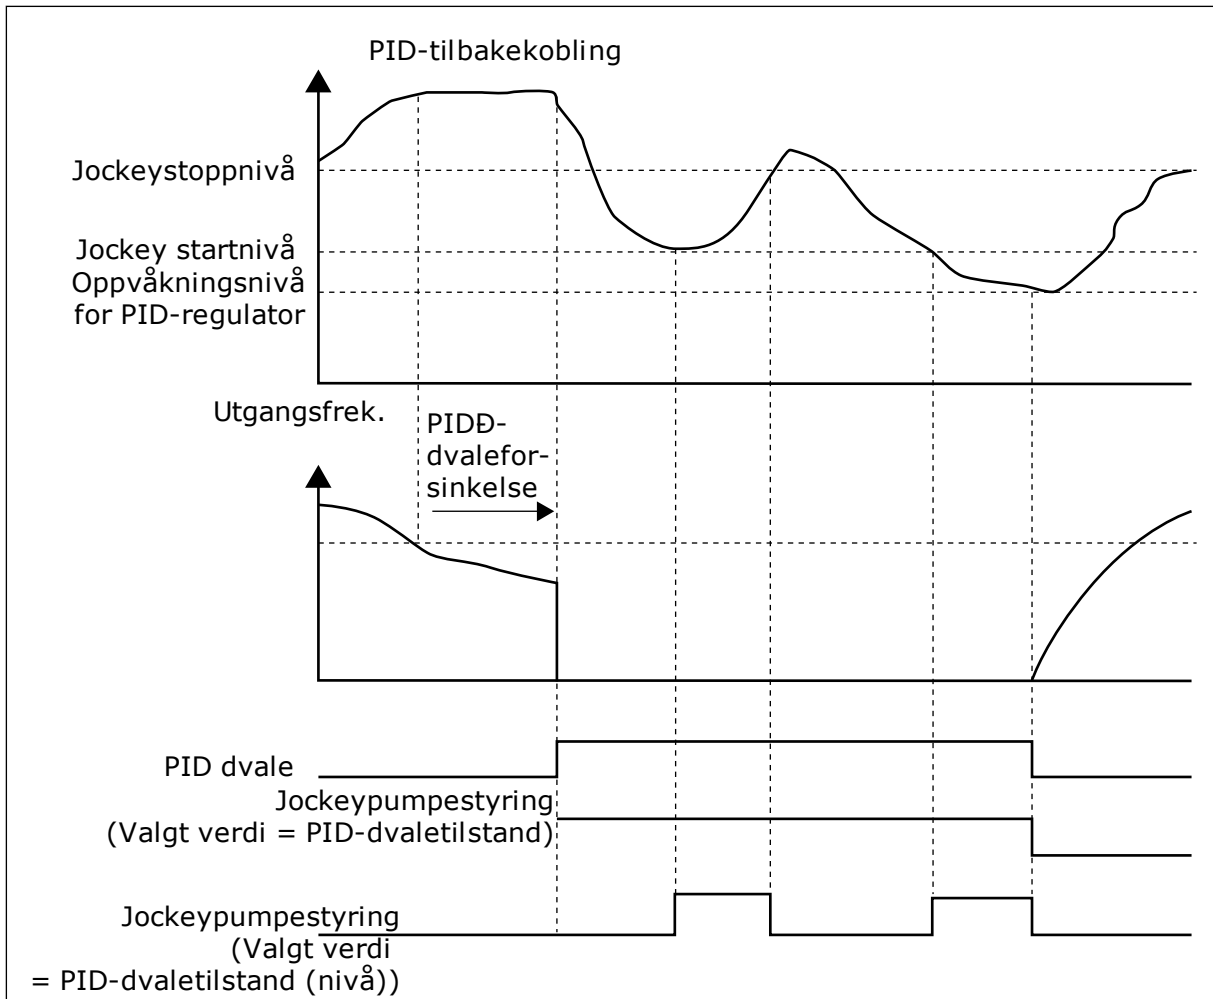 PID-tilbakekobling
Jockeystoppnivå
Jockey startnivå
Oppvåkningsnivå
for PID-regulator
Utgangsfrek.
PIDĐ-
dvalefor-
sinkelse
PID dvale
Jockeypumpestyring
(Valgt verdi = PID-dvaletilstand)
Jockeypumpestyring
(Valgt verdi
= PID-dvaletilstand (nivå))